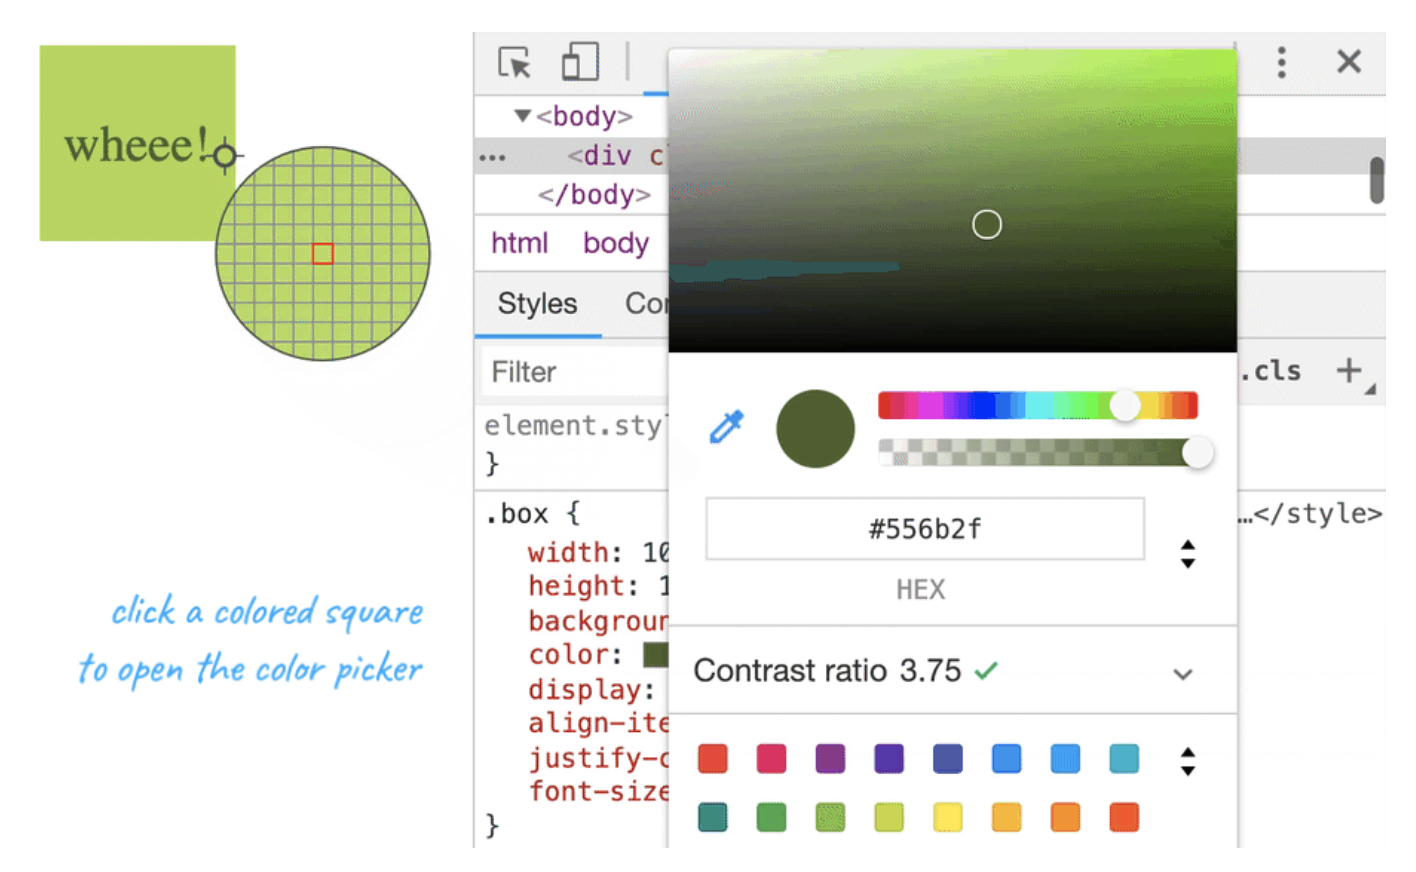 wheee!
<body>
… <div c
</body>
html body
Styles Co
Filter
.cls +
element.sty
}
.box {
…</style>
width: 10
height: 1
backgroun
color:
display:
align-ite
justify-c
font-size
}
#556b2f
HEX
Contrast ratio 3.75
click a colored square
to open the color picker